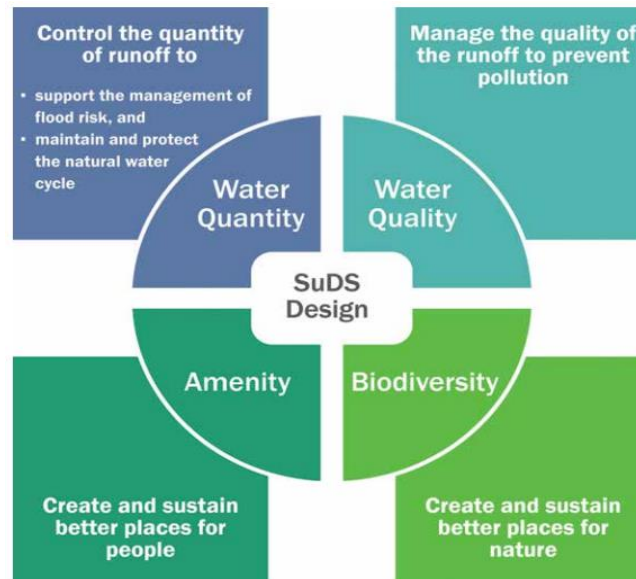 Control the quantity
of runoff to
• support the management of
flood risk, and
• maintain and protect
the natural water
cycle
Manage the quality of
the runoff to prevent
pollution
Water
Quantity
Water
Quality
SuDS
Design
Amenity
Biodiversity
Create and sustain
better places for
people
Create and sustain
better places for
nature